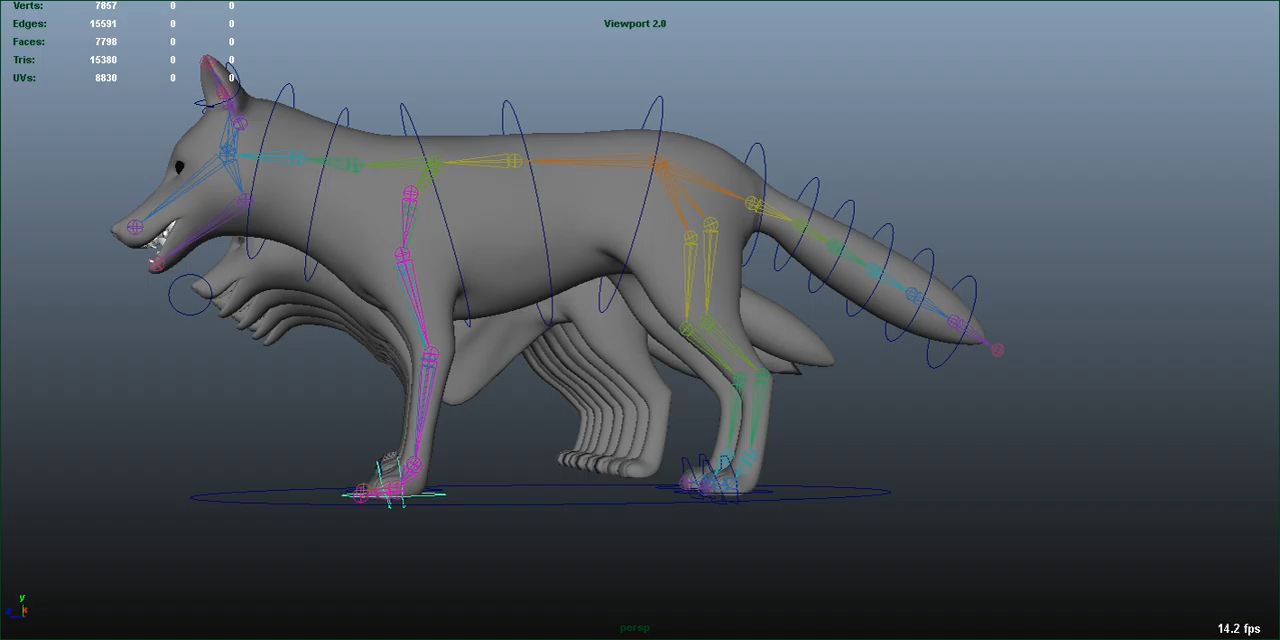 Verts: 7857 0 0
Edges: 15591 0 0
Faces: 7798 0 0
Tris: 15380 0 0
UVs: 8830 0 0
Viewport 2.0
y
persp
14.2 fps